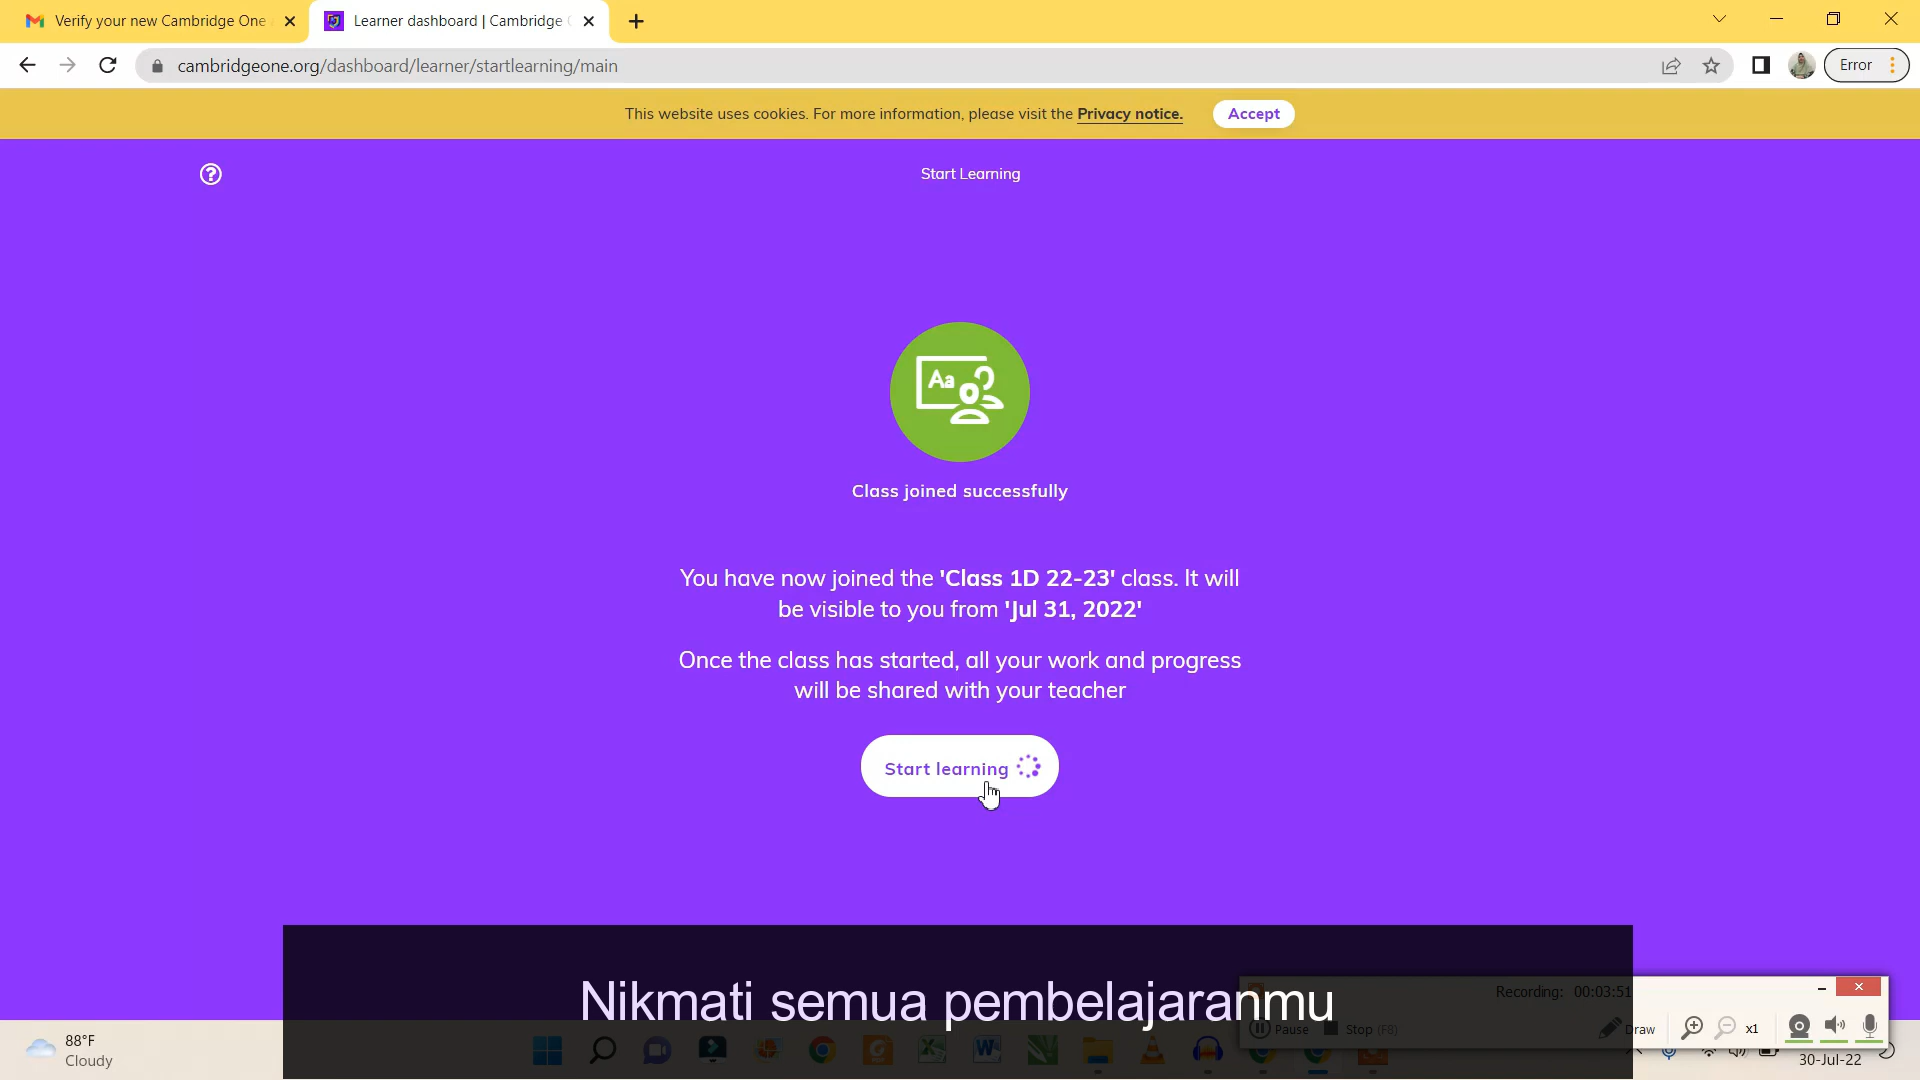 Verify your new Cambridge One
Learner dashboard | Cambridge
cambridgeone.org/dashboard/learner/startlearning/main
Error
This website uses cookies. For more information, please visit the Privacy notice.
Accept
Start Learning
Aa
Class joined successfully
You have now joined the 'Class 1D 22-23' class. It will
be visible to you from 'Jul 31, 2022'
Once the class has started, all your work and progress
will be shared with your teacher
Start learning
Nikmati semua pembelajaranmu
Recording: 00:03:51
Pause
Stop (F8)
Draw
x1
88°F
Cloudy
30-Jul-22